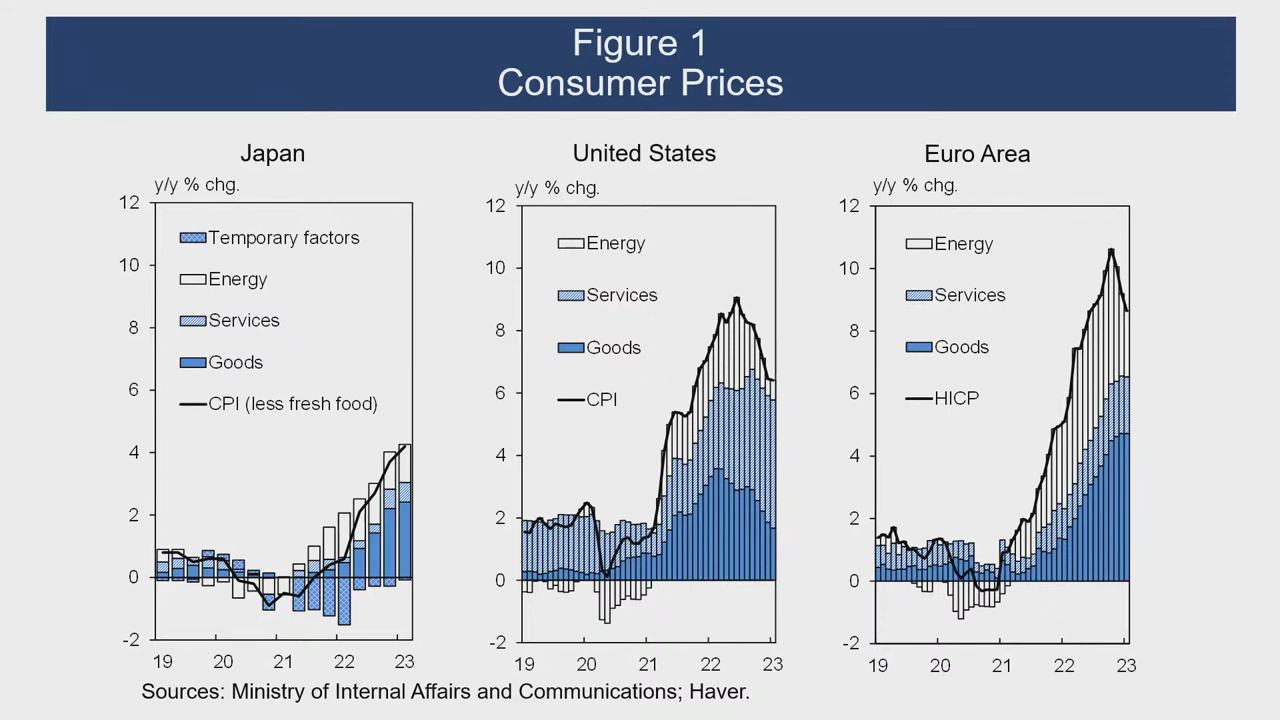 Figure 1
Consumer Prices
Japan
y/y % chg.
12
10
8
6
4
2
0
-2
Temporary factors
Energy
Services
Goods
CPI (less fresh food)
19 20 21 22 23
United States
y/y % chg.
12
10
8
6
4
2
0
-2
Energy
Services
Goods
CPI
19 20 21 22 23
Euro Area
y/y % chg.
12
10
8
6
4
2
0
-2
Energy
Services
Goods
HICP
19 20 21 22 23
Sources: Ministry of Internal Affairs and Communications; Haver.